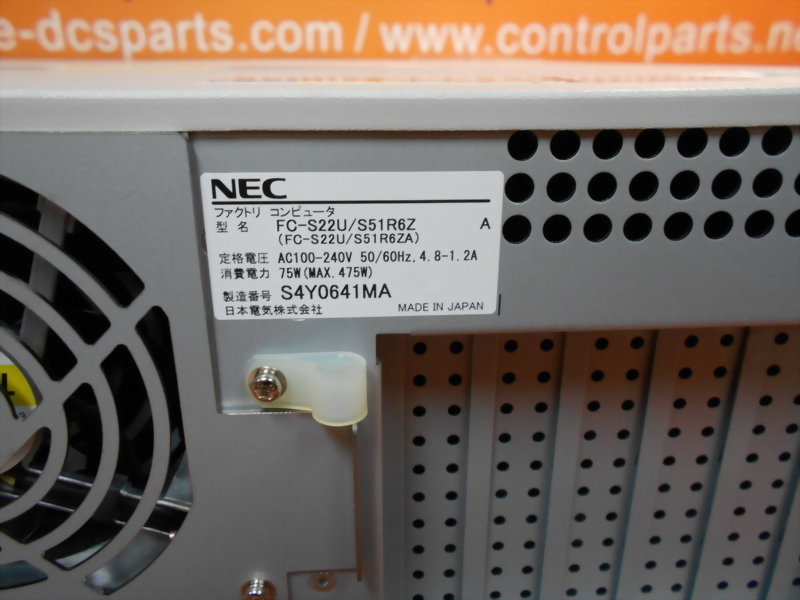 e-dcsparts.com / www.controlparts.ne
NEC
ファクトリ コンピュータ
型 名 FC-S22U/S51R6Z A
(FC-S22U/S51R6ZA)
定格電圧 AC100-240V 50/60Hz, 4.8-1.2A
消費電力 75W(MAX. 475W)
製造番号 S4Y0641MA
日本電気株式会社 MADE IN JAPAN